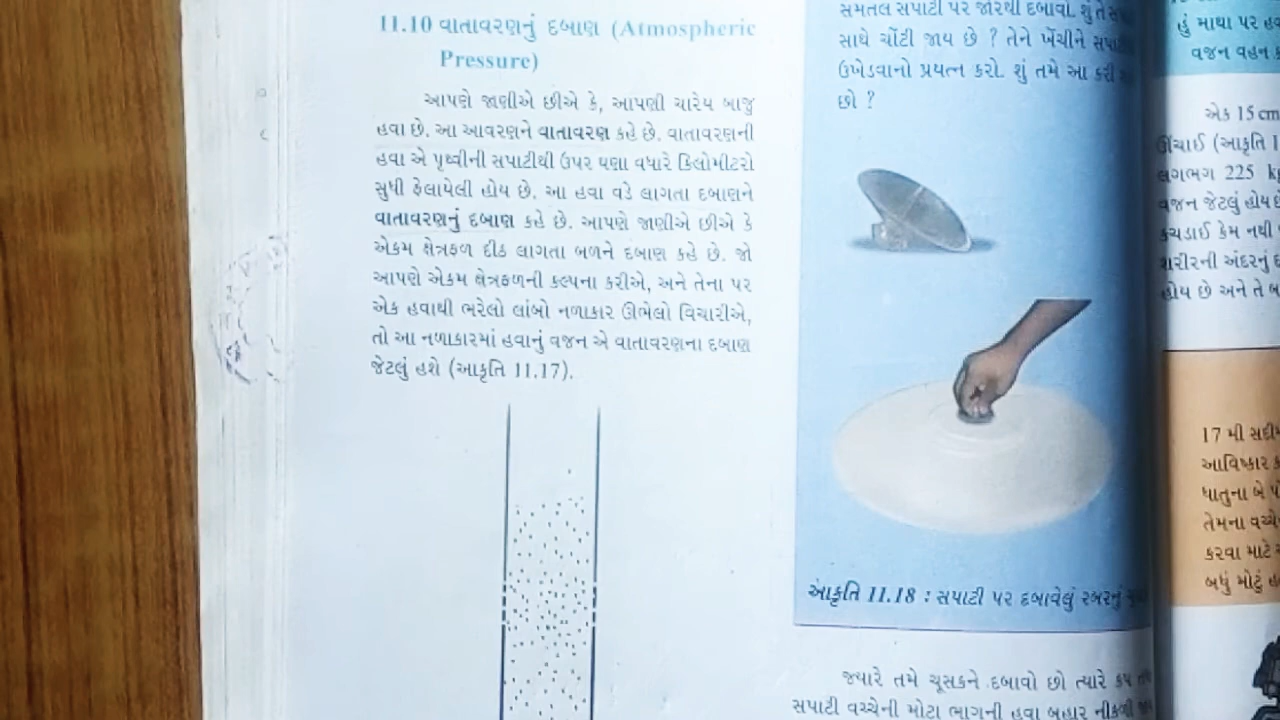 11.10 વાતાવરણનું દબાણ (Atmospheric
Pressure)
આપણે જાણીએ છીએ કે, આપણી ચારેય બાજુ
હવા છે. આ આવરણને વાતાવરણ કહે છે. વાતાવરણની
હવા એ પૃથ્વીની સપાટીથી ઉપર ઘણા વધારે કિલોમીટરો
સુધી ફેલાયેલી હોય છે. આ હવા વડે લાગતા દબાણને
વાતાવરણનું દબાણ કહે છે. આપણે જાણીએ છીએ કે
એકમ ક્ષેત્રફળ દીઠ લાગતા બળને દબાણ કહે છે. જો
આપણે એકમ ક્ષેત્રફળની કલ્પના કરીએ, અને તેના પર
એક હવાથી ભરેલો લાંબો નળાકાર ઊભેલો વિચારીએ,
તો આ નળાકારમાં હવાનું વજન એ વાતાવરણના દબાણ
જેટલું હશે (આકૃતિ 11.17).
સમતલ સપાટી પર જોરથી દબાવો. શું તે
સાથે ચોંટી જાય છે ? તેને ખેંચીને
ઉખેડવાનો પ્રયત્ન કરો. શું તમે આ કરી
છો ?
આકૃતિ 11.18 : સપાટી પર દબાવેલું રબરનું
જ્યારે તમે ચૂસકને દબાવો છો ત્યારે કપ
સપાટી વચ્ચેની મોટા ભાગની હવા બહાર નીકળી
હું માથા પર
વજન વહન
એક 15 cm
ઊંચાઈ (આકૃતિ
લગભગ 225
વજન જેટલું હોય
કચડાઈ કેમ નથી
શરીરની અંદરનું
હોય છે અને તે
17 મી
આવિષ્કાર
ધાતુના બે
તેમના વચ્ચે
કરવા માટે
બધું મોટું